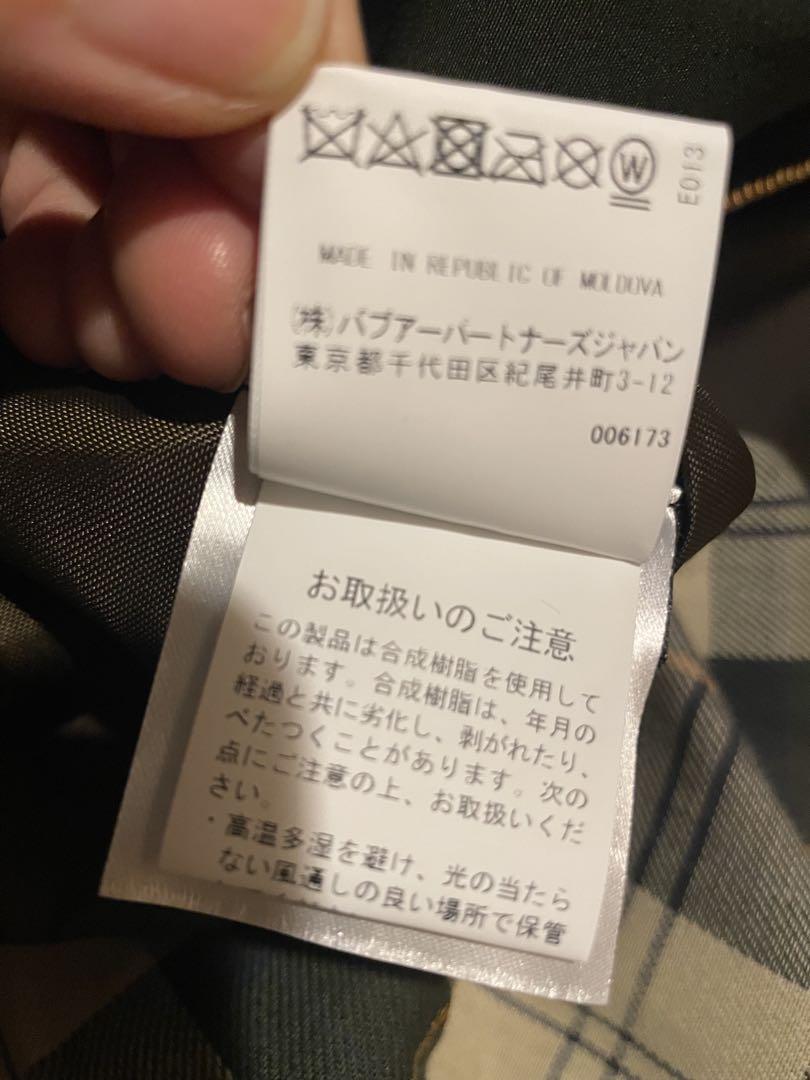 W
E013
MADE IN REPUBLIC OF MOLDOVA
(株)バブアーパートナーズジャパン
東京都千代田区紀尾井町3-12
006173
お取扱いのご注意
この製品は合成樹脂を使用して
おります。合成樹脂は、年月の
経過と共に劣化し、剥がれたり、
べたつくことがあります。次の
点にご注意の上、お取扱いくだ
さい。
・高温多湿を避け、光の当たら
ない風通しの良い場所で保管